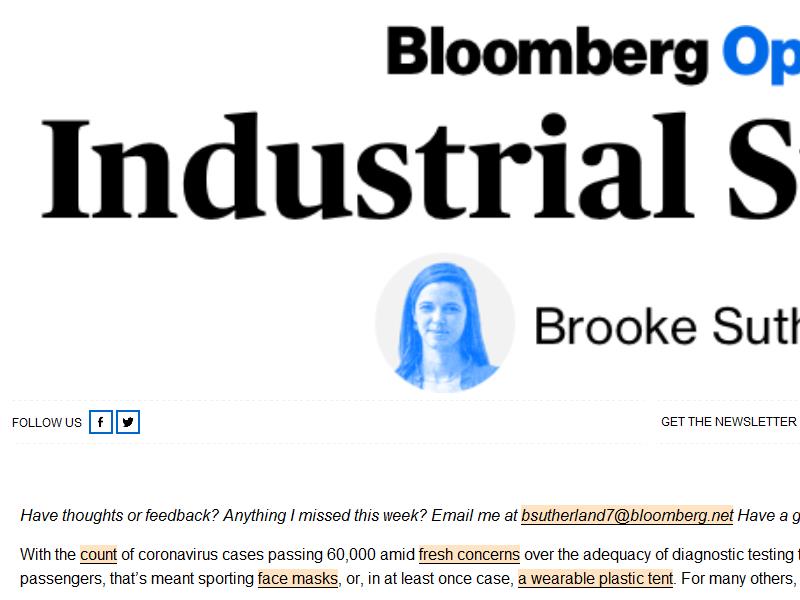 Bloomberg Op
Industrial S
Brooke Suth
FOLLOW US
GET THE NEWSLETTER
Have thoughts or feedback? Anything I missed this week? Email me at bsutherland7@bloomberg.net Have a g
With the count of coronavirus cases passing 60,000 amid fresh concerns over the adequacy of diagnostic testing t
passengers, that’s meant sporting face masks, or, in at least once case, a wearable plastic tent. For many others,